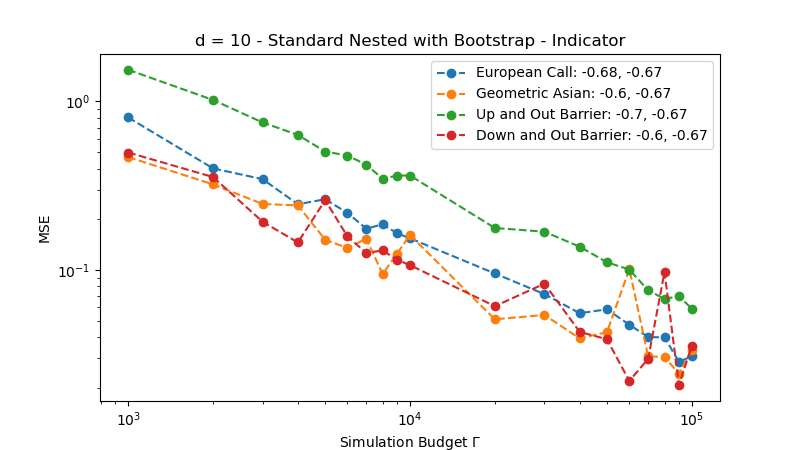 d = 10 - Standard Nested with Bootstrap - Indicator
European Call: -0.68, -0.67
Geometric Asian: -0.6, -0.67
Up and Out Barrier: -0.7, -0.67
Down and Out Barrier: -0.6, -0.67
MSE
10⁰
10⁻¹
10³
10⁴
10⁵
Simulation Budget Γ